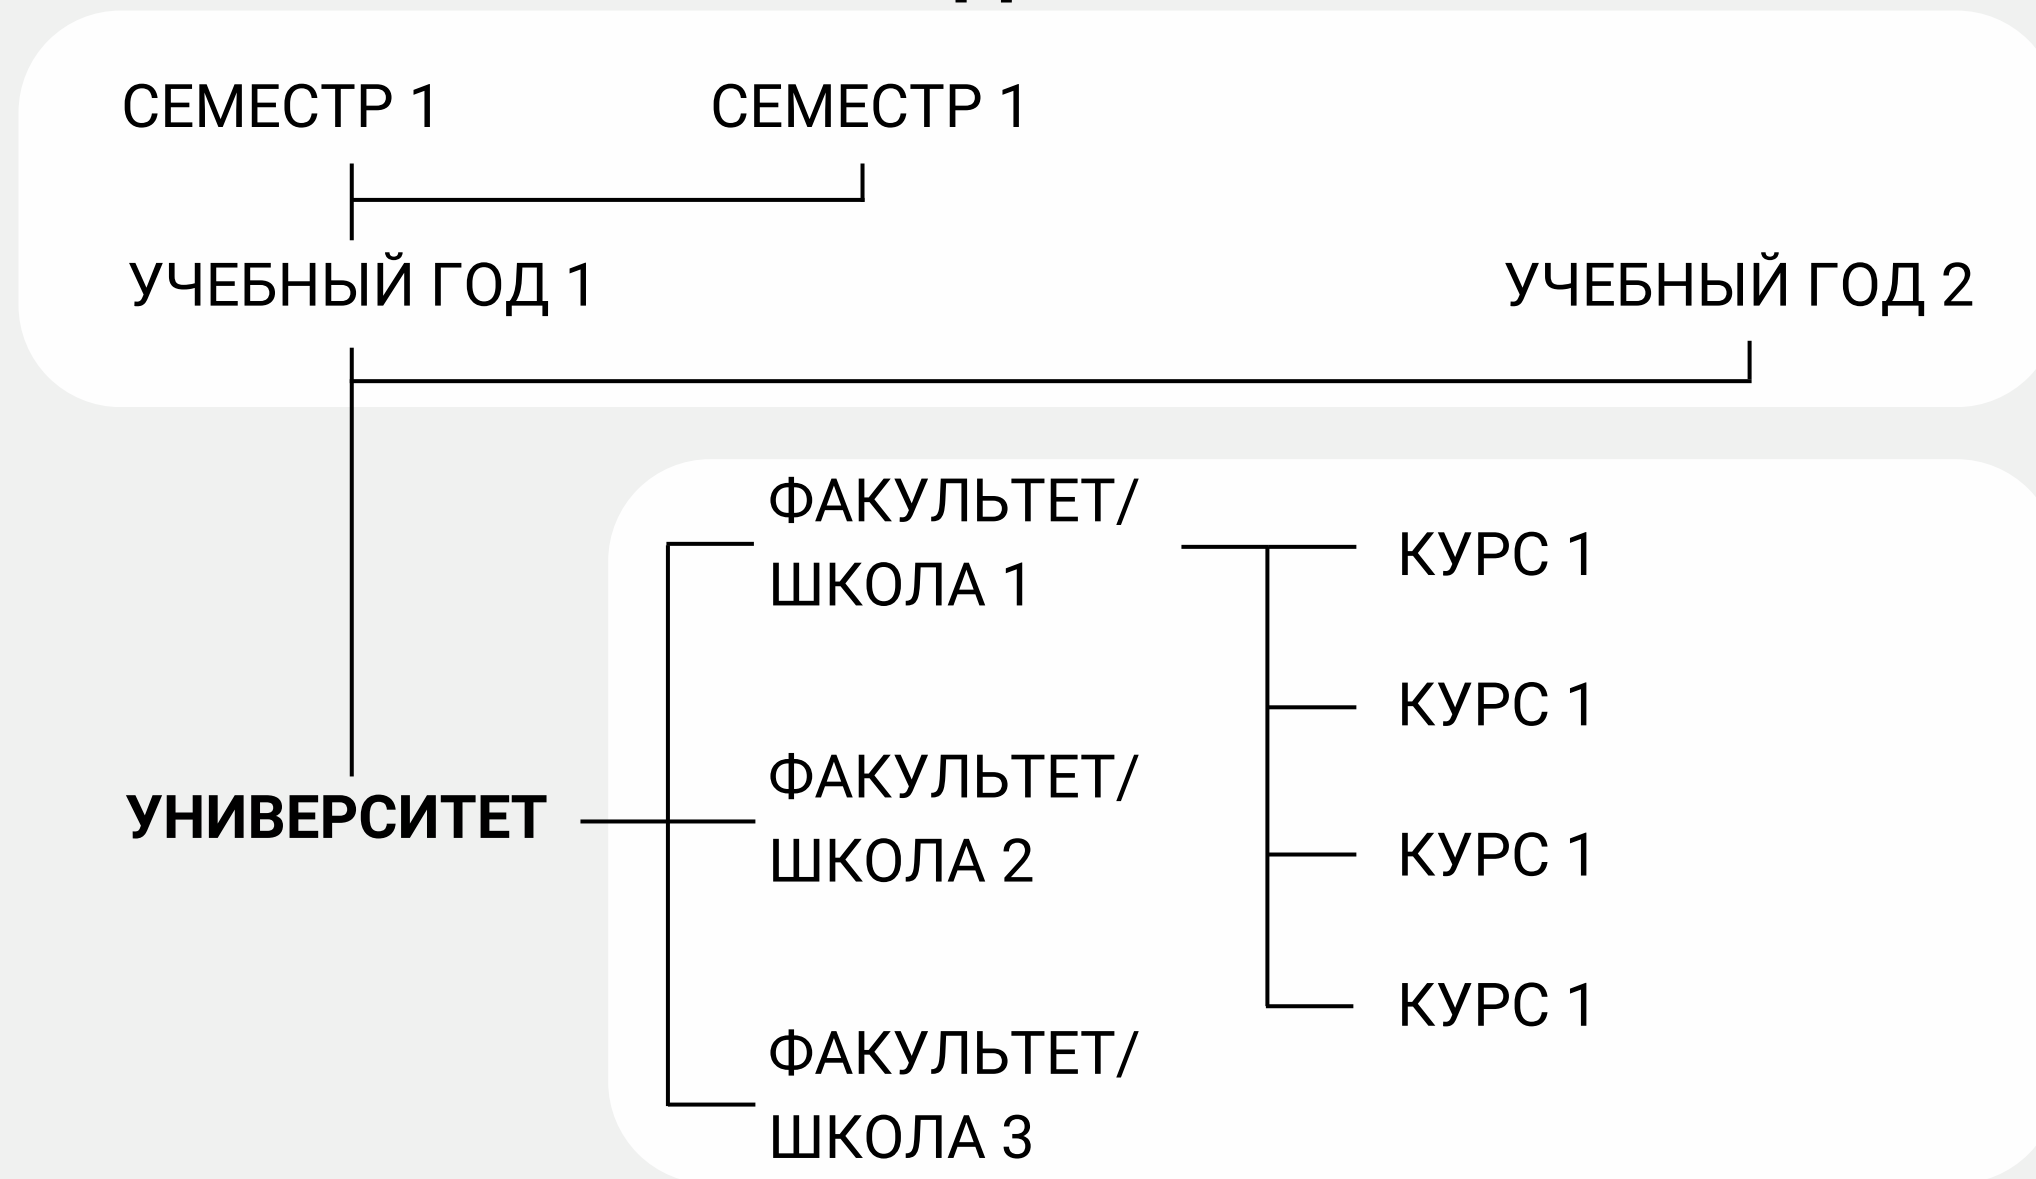 СЕМЕСТР 1
СЕМЕСТР 1
УЧЕБНЫЙ ГОД 1
УЧЕБНЫЙ ГОД 2
УНИВЕРСИТЕТ
ФАКУЛЬТЕТ/
ШКОЛА 1
ФАКУЛЬТЕТ/
ШКОЛА 2
ФАКУЛЬТЕТ/
ШКОЛА 3
КУРС 1
КУРС 1
КУРС 1
КУРС 1